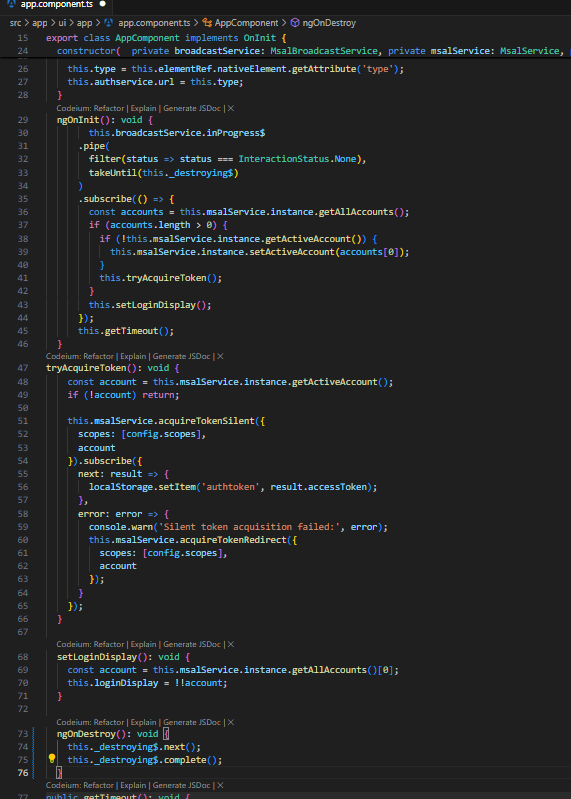 app.component.ts
src > app > ui > app > app.component.ts > AppComponent > ngOnDestroy
15 export class AppComponent implements OnInit {
24 constructor( private broadcastService: MsalBroadcastService, private msalService: MsalService,
26 this.type = this.elementRef.nativeElement.getAttribute('type');
27 this.authservice.url = this.type;
28 }
Codeium: Refactor | Explain | Generate JSDoc | X
29 ngOnInit(): void {
30 this.broadcastService.inProgress$
31 .pipe(
32 filter(status => status === InteractionStatus.None),
33 takeUntil(this._destroying$)
34 )
35 .subscribe(() => {
36 const accounts = this.msalService.instance.getAllAccounts();
37 if (accounts.length > 0) {
38 if (!this.msalService.instance.getActiveAccount()) {
39 this.msalService.instance.setActiveAccount(accounts[0]);
40 }
41 this.tryAcquireToken();
42 }
43 this.setLoginDisplay();
44 });
45 this.getTimeout();
46 }
Codeium: Refactor | Explain | Generate JSDoc | X
47 tryAcquireToken(): void {
48 const account = this.msalService.instance.getActiveAccount();
49 if (!account) return;
50
51 this.msalService.acquireTokenSilent({
52 scopes: [config.scopes],
53 account
54 }).subscribe({
55 next: result => {
56 localStorage.setItem('authtoken', result.accessToken);
57 },
58 error: error => {
59 console.warn('Silent token acquisition failed:', error);
60 this.msalService.acquireTokenRedirect({
61 scopes: [config.scopes],
62 account
63 });
64 }
65 });
66 }
67
Codeium: Refactor | Explain | Generate JSDoc | X
68 setLoginDisplay(): void {
69 const account = this.msalService.instance.getAllAccounts()[0];
70 this.loginDisplay = !!account;
71 }
72
Codeium: Refactor | Explain | Generate JSDoc | X
73 ngOnDestroy(): void {
74 this._destroying$.next();
75 this._destroying$.complete();
76 }
Codeium: Refactor | Explain | Generate JSDoc | X
77 public getTimeout(): void {